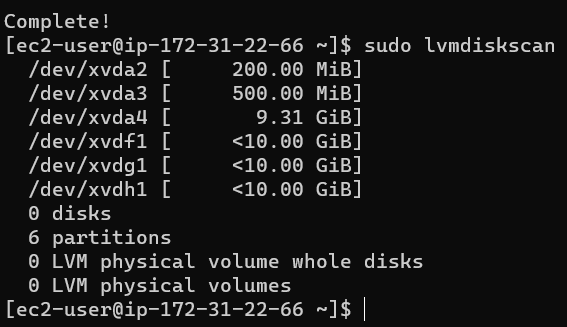 Complete!
[ec2-user@ip-172-31-22-66 ~]$ sudo lvmdiskscan
  /dev/xvda2 [     200.00 MiB]
  /dev/xvda3 [     500.00 MiB]
  /dev/xvda4 [       9.31 GiB]
  /dev/xvdf1 [     <10.00 GiB]
  /dev/xvdg1 [     <10.00 GiB]
  /dev/xvdh1 [     <10.00 GiB]
  0 disks
  6 partitions
  0 LVM physical volume whole disks
  0 LVM physical volumes
[ec2-user@ip-172-31-22-66 ~]$